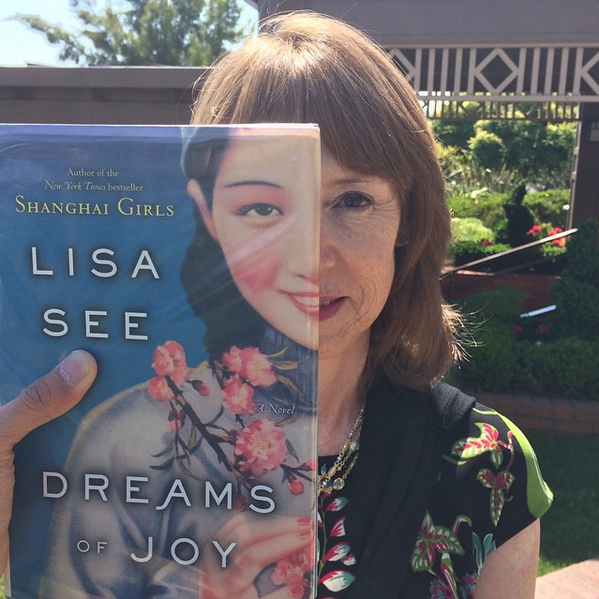 Author of the
New York Times bestseller
SHANGHAI GIRLS
LISA
SEE
A Novel
DREAMS
OF JOY